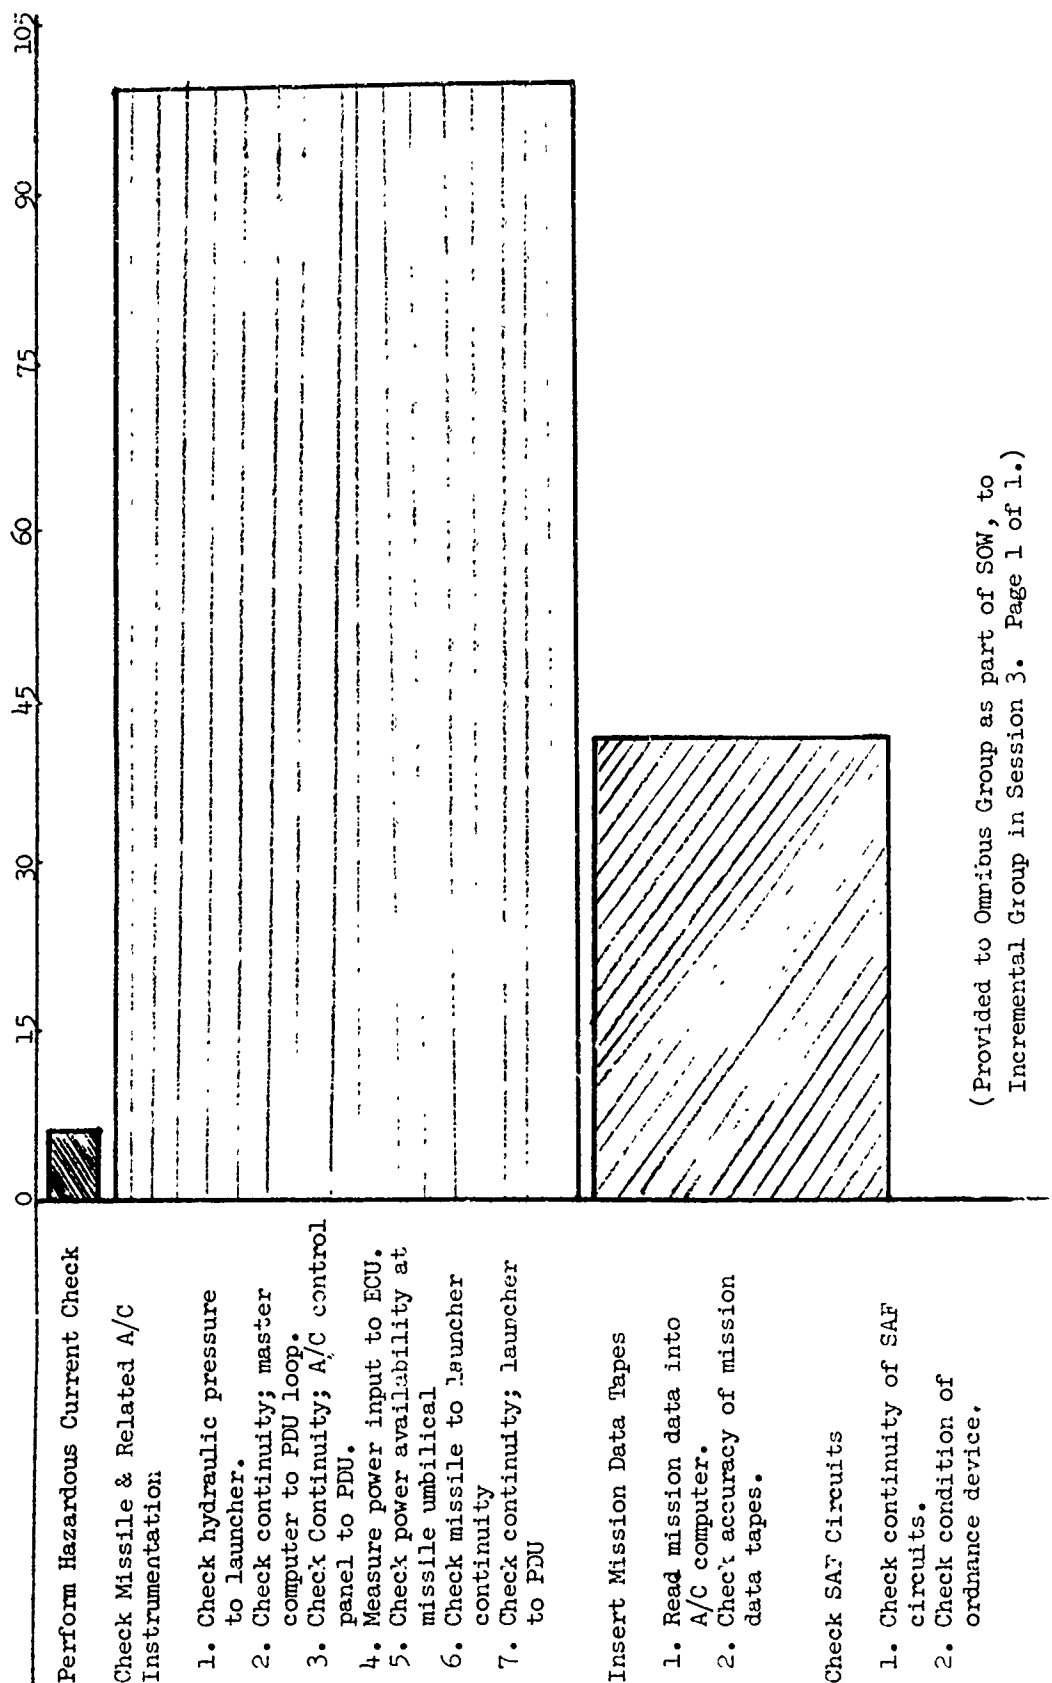 0 15 30 45 60 75 90 105
Perform Hazardous Current Check
Check Missile & Related A/C
Instrumentation
1. Check hydraulic pressure
to launcher.
2. Check continuity; master
computer to PDU loop.
3. Check Continuity; A/C control
panel to PDU.
4. Measure power input to ECU.
5. Check power availability at
missile umbilical
6. Check missile to launcher
continuity
7. Check continuity; launcher
to PDU
Insert Mission Data Tapes
1. Read mission data into
A/C computer.
2. Check accuracy of mission
data tapes.
Check SAF Circuits
1. Check continuity of SAF
circuits.
2. Check condition of
ordnance device.
(Provided to Omnibus Group as part of SOW, to
Incremental Group in Session 3. Page 1 of 1.)